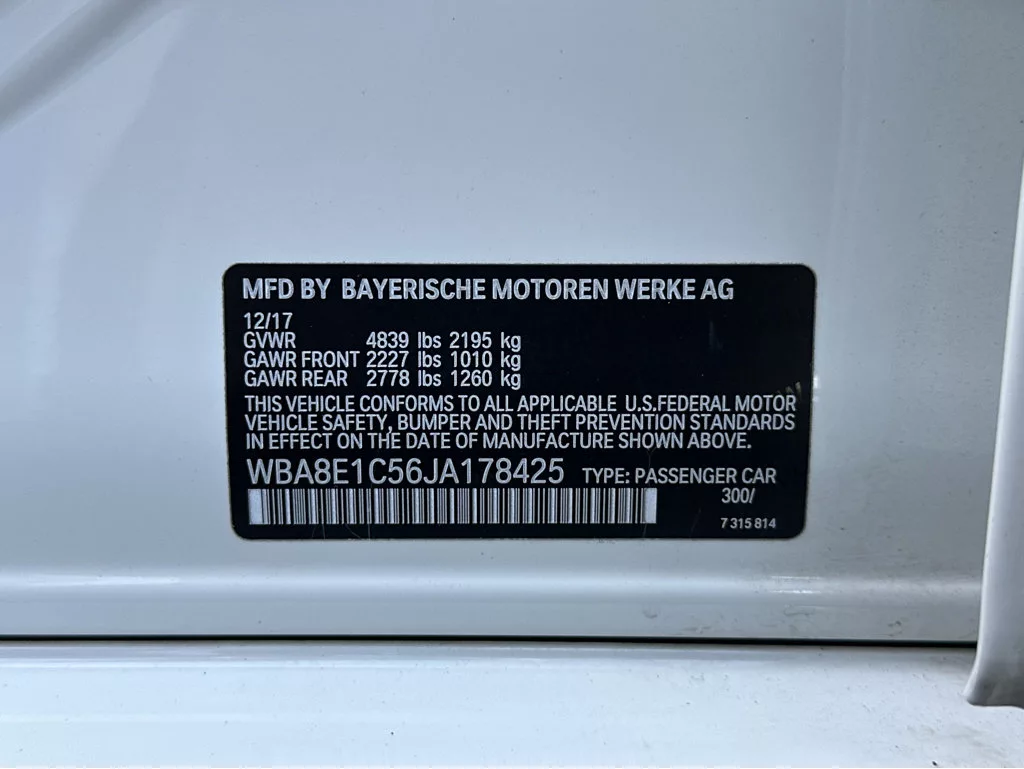 MFD BY BAYERISCHE MOTOREN WERKE AG
12/17
GVWR 4839 lbs 2195 kg
GAWR FRONT 2227 lbs 1010 kg
GAWR REAR 2778 lbs 1260 kg
THIS VEHICLE CONFORMS TO ALL APPLICABLE U.S.FEDERAL MOTOR
VEHICLE SAFETY, BUMPER AND THEFT PREVENTION STANDARDS
IN EFFECT ON THE DATE OF MANUFACTURE SHOWN ABOVE.
WBA8E1C56JA178425 TYPE: PASSENGER CAR
300/
7 315 814